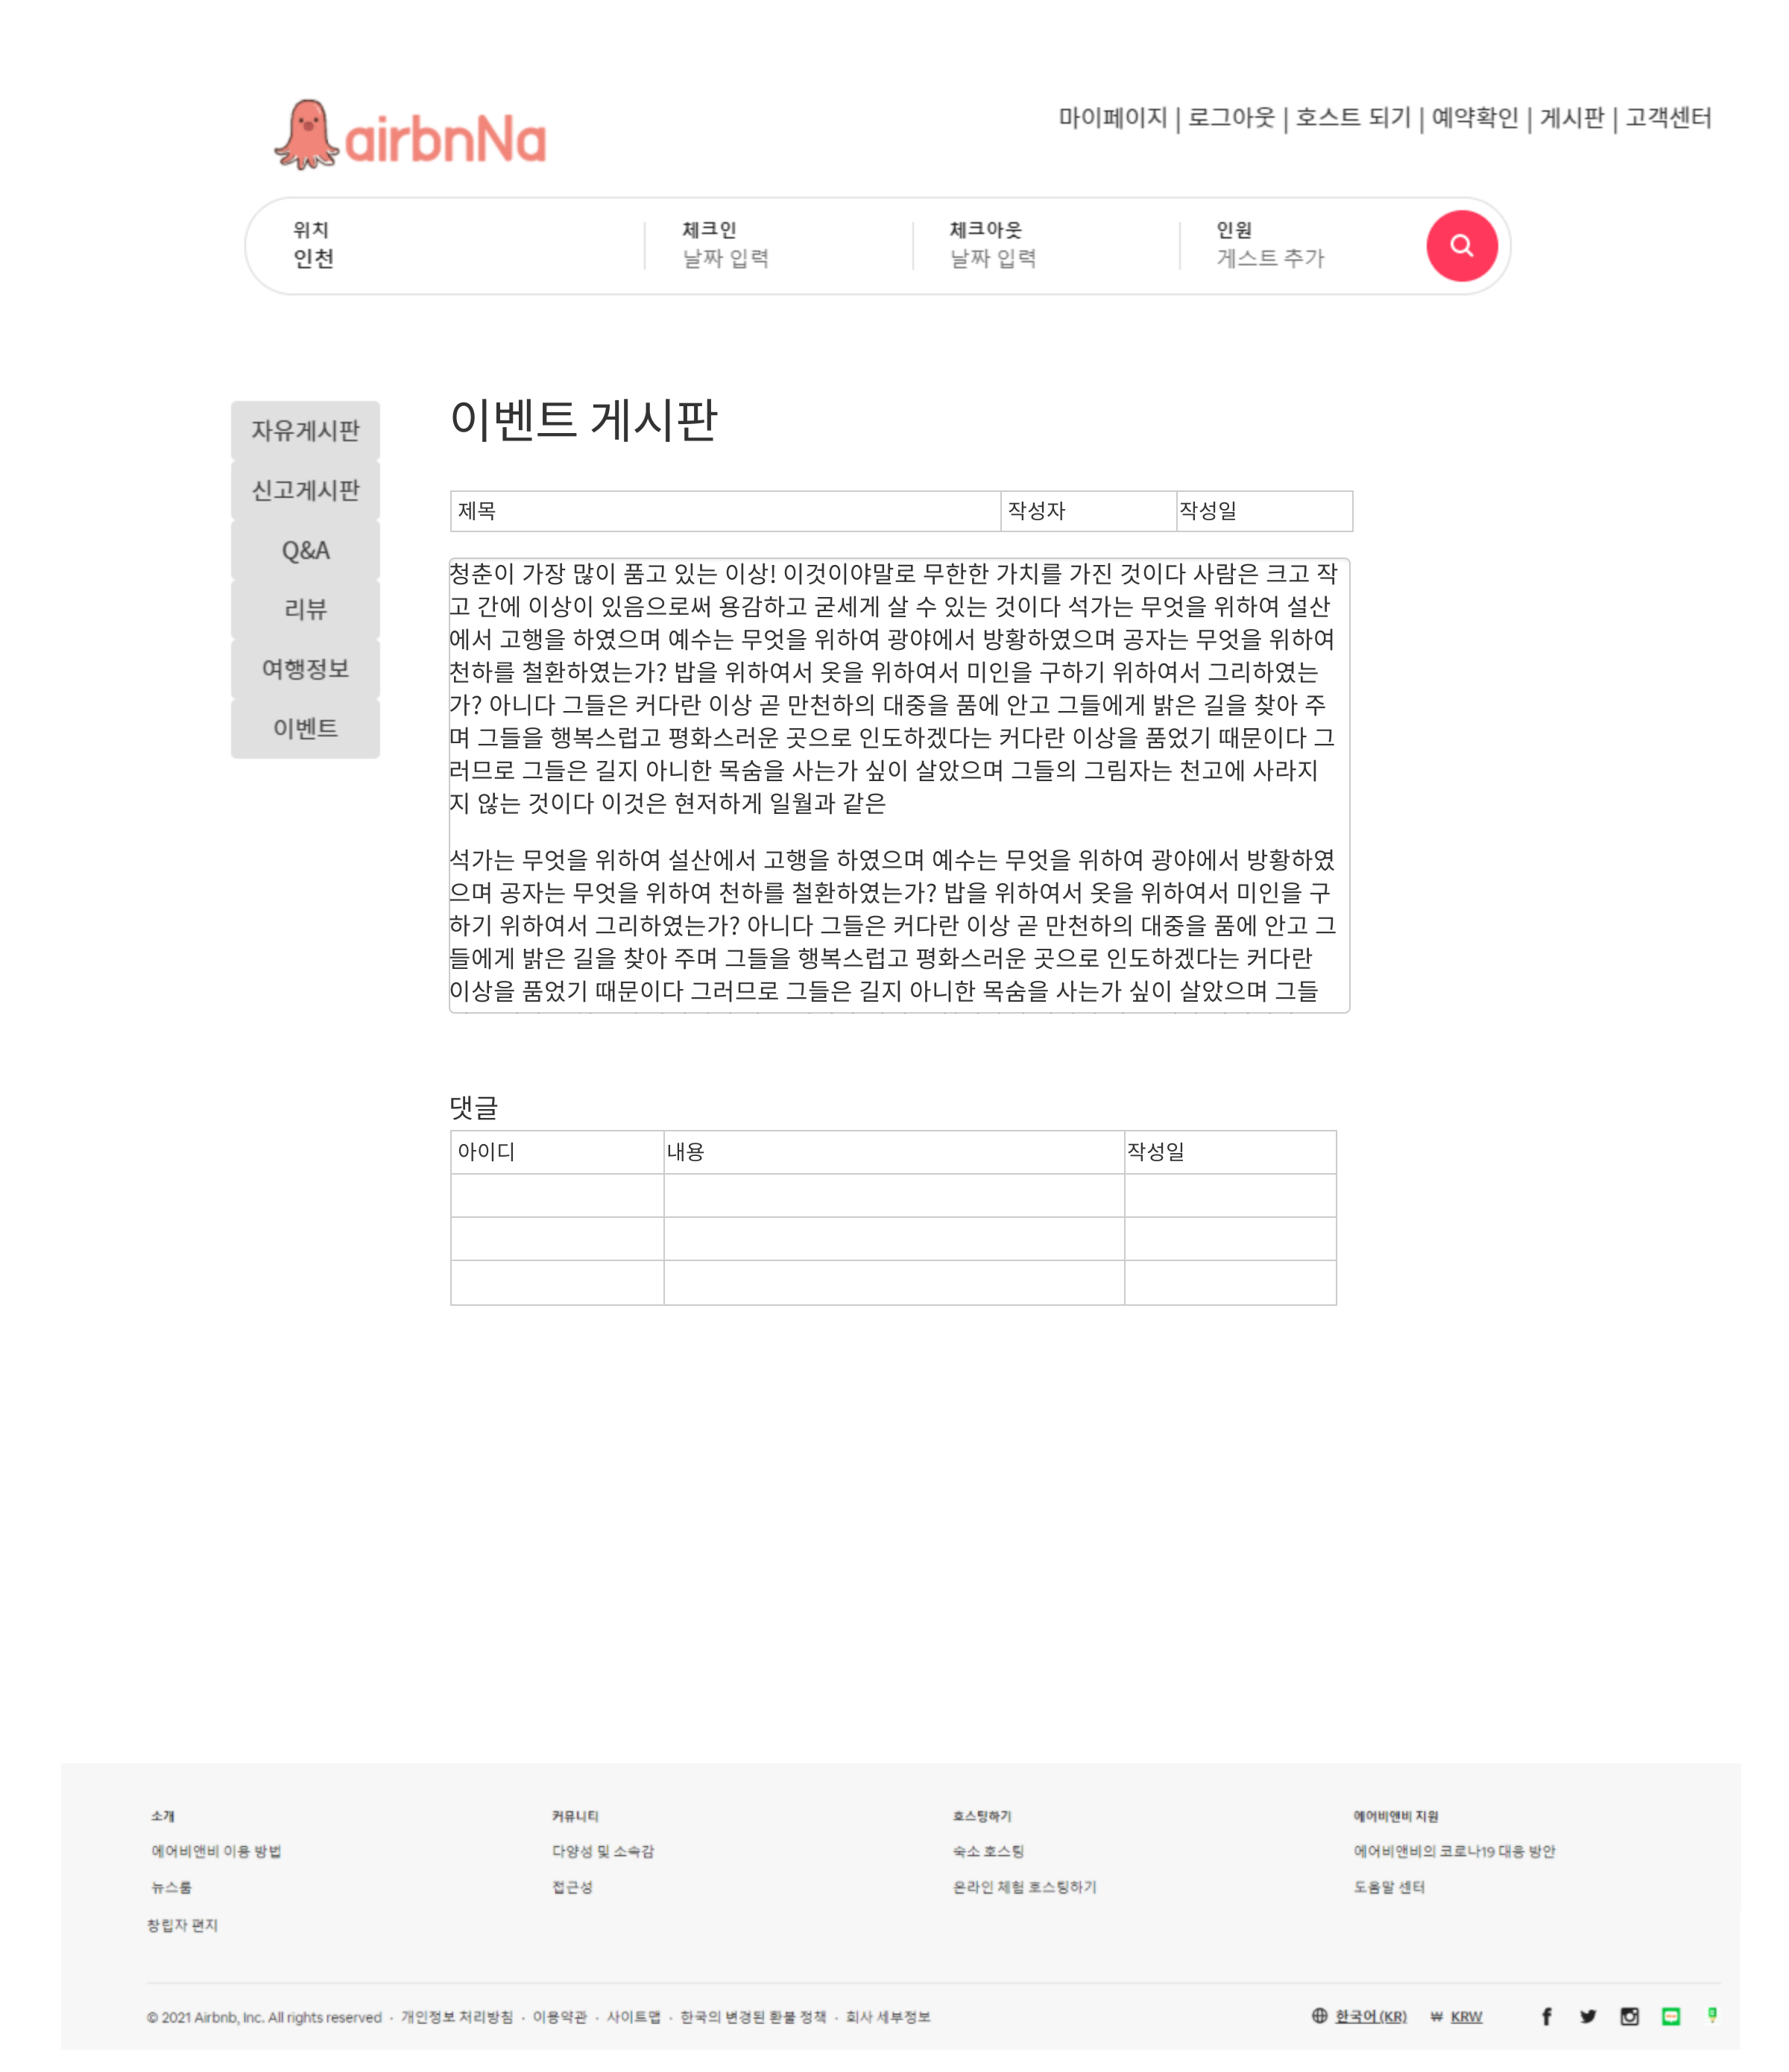 airbnNa
마이페이지 | 로그아웃 | 호스트 되기 | 예약확인 | 게시판 | 고객센터
위치 체크인 체크아웃 인원
인천 날짜 입력 날짜 입력 게스트 추가
이벤트 게시판
자유게시판
신고게시판
Q&A
리뷰
여행정보
이벤트
제목 작성자 작성일
청춘이 가장 많이 품고 있는 이상! 이것이야말로 무한한 가치를 가진 것이다 사람은 크고 작
고 간에 이상이 있음으로써 용감하고 굳세게 살 수 있는 것이다 석가는 무엇을 위하여 설산
에서 고행을 하였으며 예수는 무엇을 위하여 광야에서 방황하였으며 공자는 무엇을 위하여
천하를 철환하였는가? 밥을 위하여서 옷을 위하여서 미인을 구하기 위하여서 그리하였는
가? 아니다 그들은 커다란 이상 곧 만천하의 대중을 품에 안고 그들에게 밝은 길을 찾아 주
며 그들을 행복스럽고 평화스러운 곳으로 인도하겠다는 커다란 이상을 품었기 때문이다 그
러므로 그들은 길지 아니한 목숨을 사는가 싶이 살았으며 그들의 그림자는 천고에 사라지
지 않는 것이다 이것은 현저하게 일월과 같은
석가는 무엇을 위하여 설산에서 고행을 하였으며 예수는 무엇을 위하여 광야에서 방황하였
으며 공자는 무엇을 위하여 천하를 철환하였는가? 밥을 위하여서 옷을 위하여서 미인을 구
하기 위하여서 그리하였는가? 아니다 그들은 커다란 이상 곧 만천하의 대중을 품에 안고 그
들에게 밝은 길을 찾아 주며 그들을 행복스럽고 평화스러운 곳으로 인도하겠다는 커다란
이상을 품었기 때문이다 그러므로 그들은 길지 아니한 목숨을 사는가 싶이 살았으며 그들
댓글
아이디 내용 작성일
소개 커뮤니티 호스팅하기 에어비앤비 지원
에어비앤비 이용 방법 다양성 및 소속감 숙소 호스팅 에어비앤비의 코로나19 대응 방안
뉴스룸 접근성 온라인 체험 호스팅하기 도움말 센터
창립자 편지
© 2021 Airbnb, Inc. All rights reserved · 개인정보 처리방침 · 이용약관 · 사이트맵 · 한국의 변경된 환불 정책 · 회사 세부정보 한국어 (KR) ₩ KRW